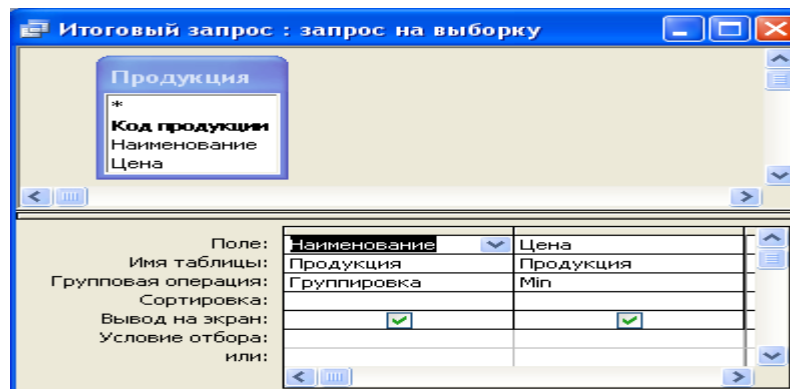 Итоговый запрос : запрос на выборку
Продукция
*
Код продукции
Наименование
Цена
Поле: Наименование Цена
Имя таблицы: Продукция Продукция
Групповая операция: Группировка Min
Сортировка:
Вывод на экран:
Условие отбора:
или: